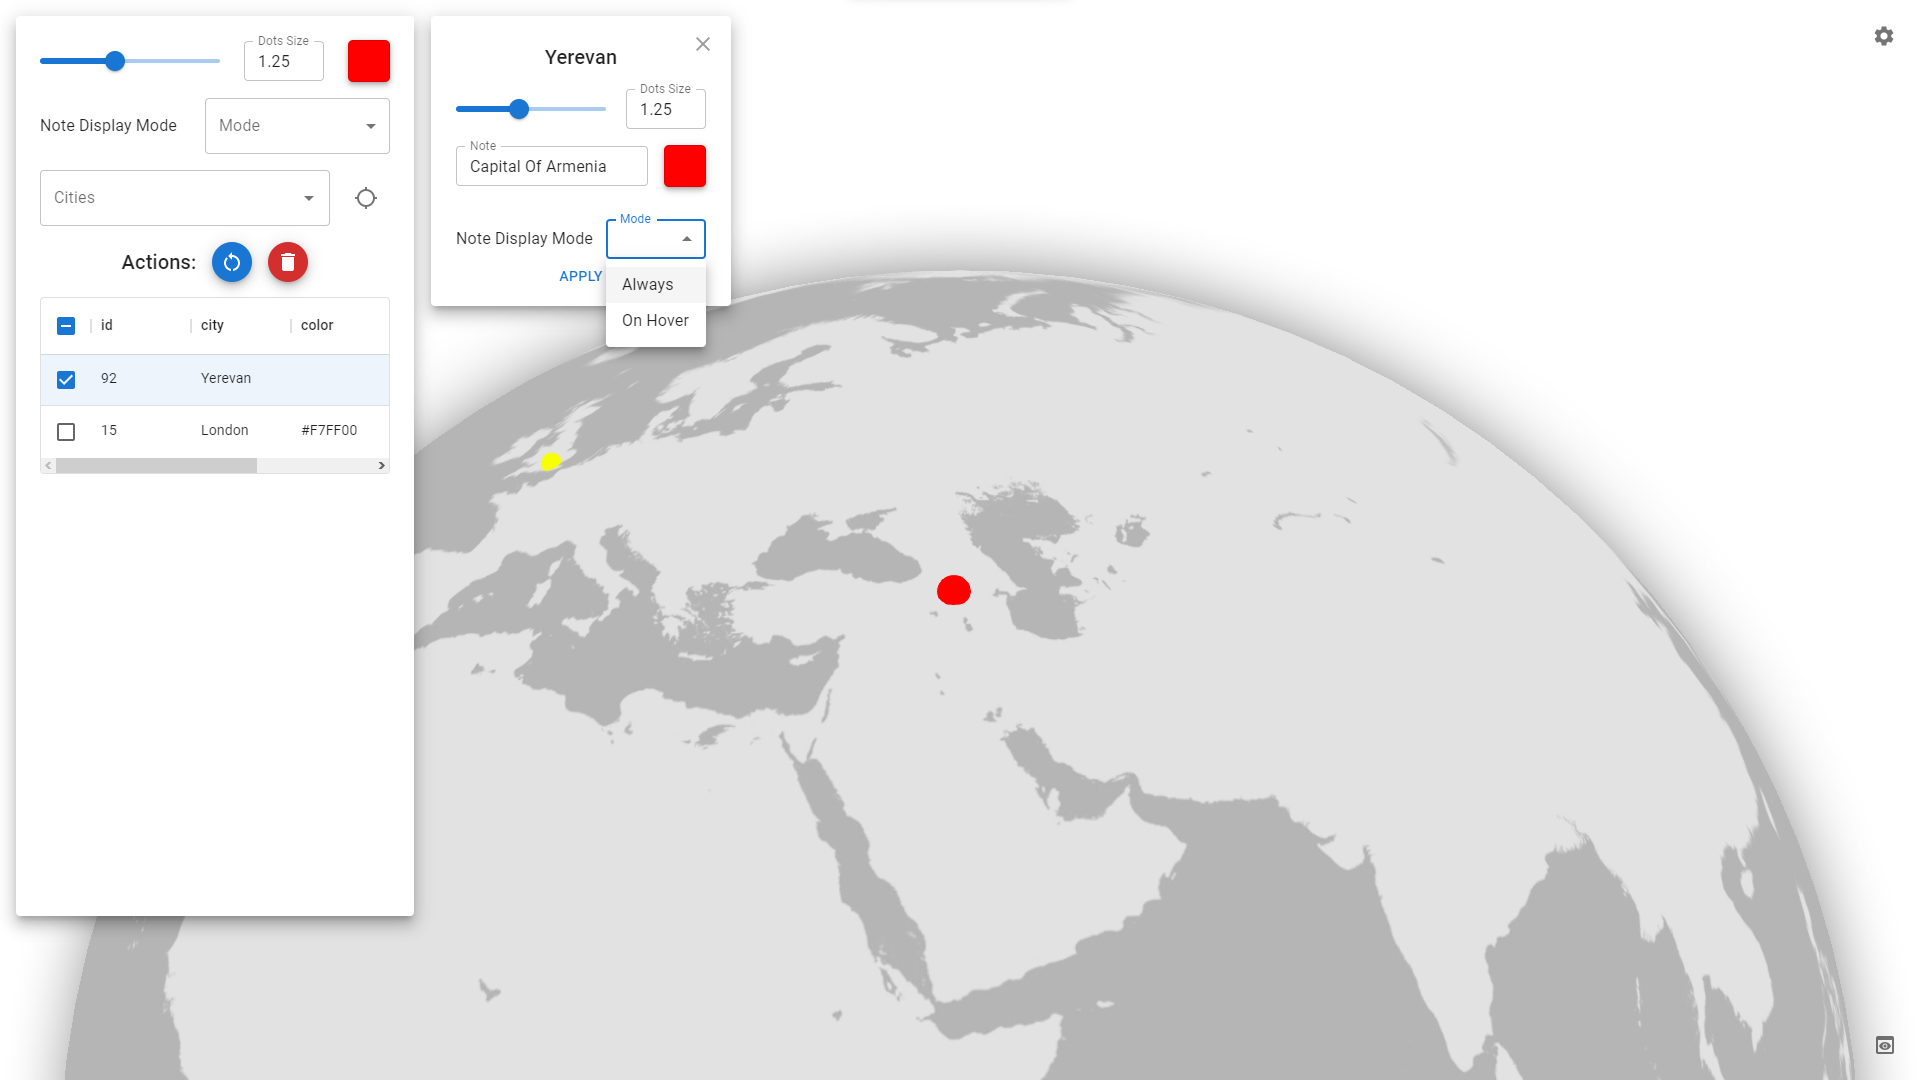 Dots Size
1.25
Note Display Mode
Mode
Cities
Actions:
id city color
92 Yerevan
15 London #F7FF00
Yerevan
Dots Size
1.25
Note
Capital Of Armenia
Mode
Note Display Mode
APPLY
Always
On Hover